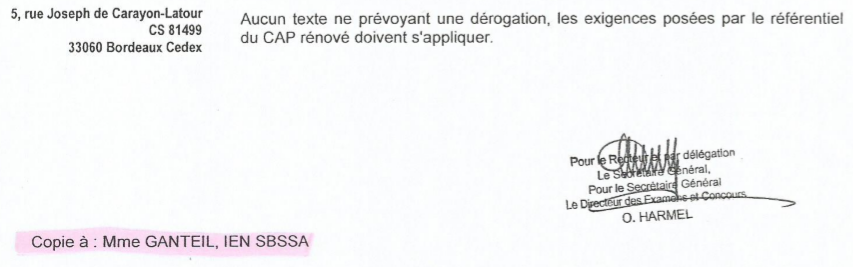 5, rue Joseph de Carayon-Latour
CS 81499
33060 Bordeaux Cedex
Aucun texte ne prévoyant une dérogation, les exigences posées par le référentiel
du CAP rénové doivent s'appliquer.
Pour le Recteur et par délégation
Le Secrétaire Général,
Pour le Secrétaire Général
Le Directeur des Examens et Concours
O. HARMEL
Copie à : Mme GANTEIL, IEN SBSSA